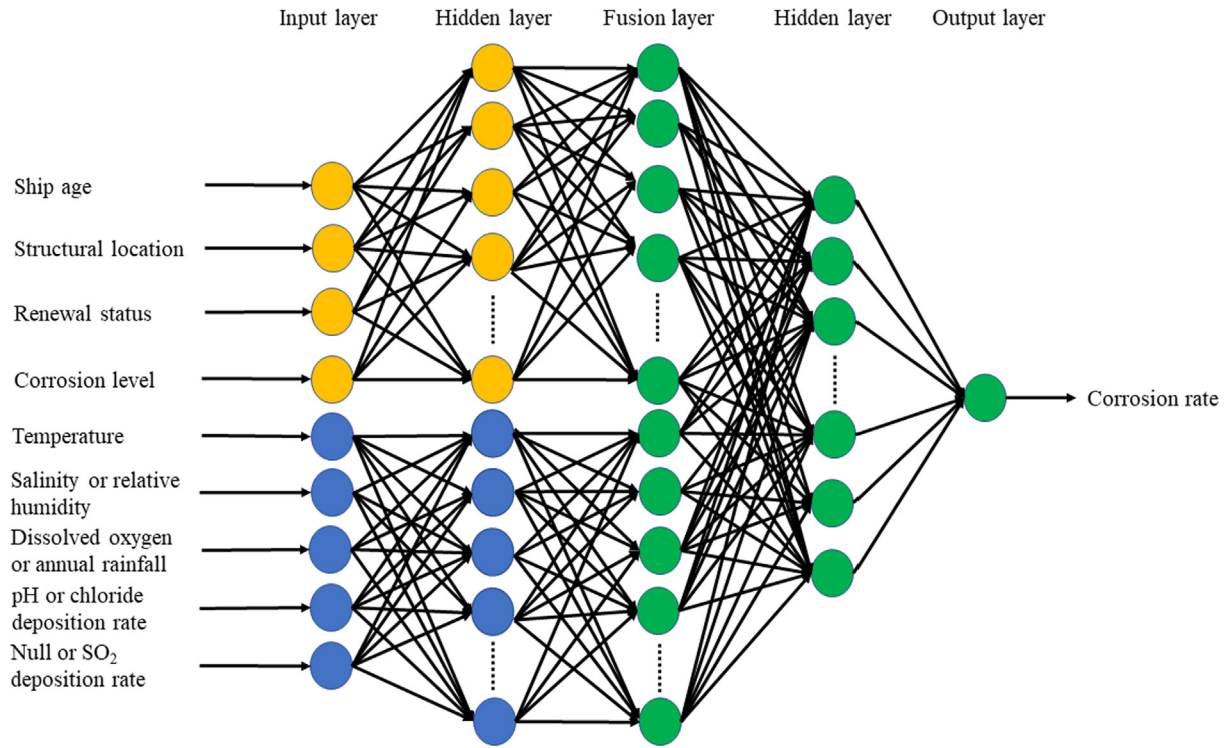 Input layer
Hidden layer
Fusion layer
Hidden layer
Output layer
Ship age
Structural location
Renewal status
Corrosion level
Temperature
Salinity or relative
humidity
Dissolved oxygen
or annual rainfall
pH or chloride
deposition rate
Null or SO₂
deposition rate
Corrosion rate